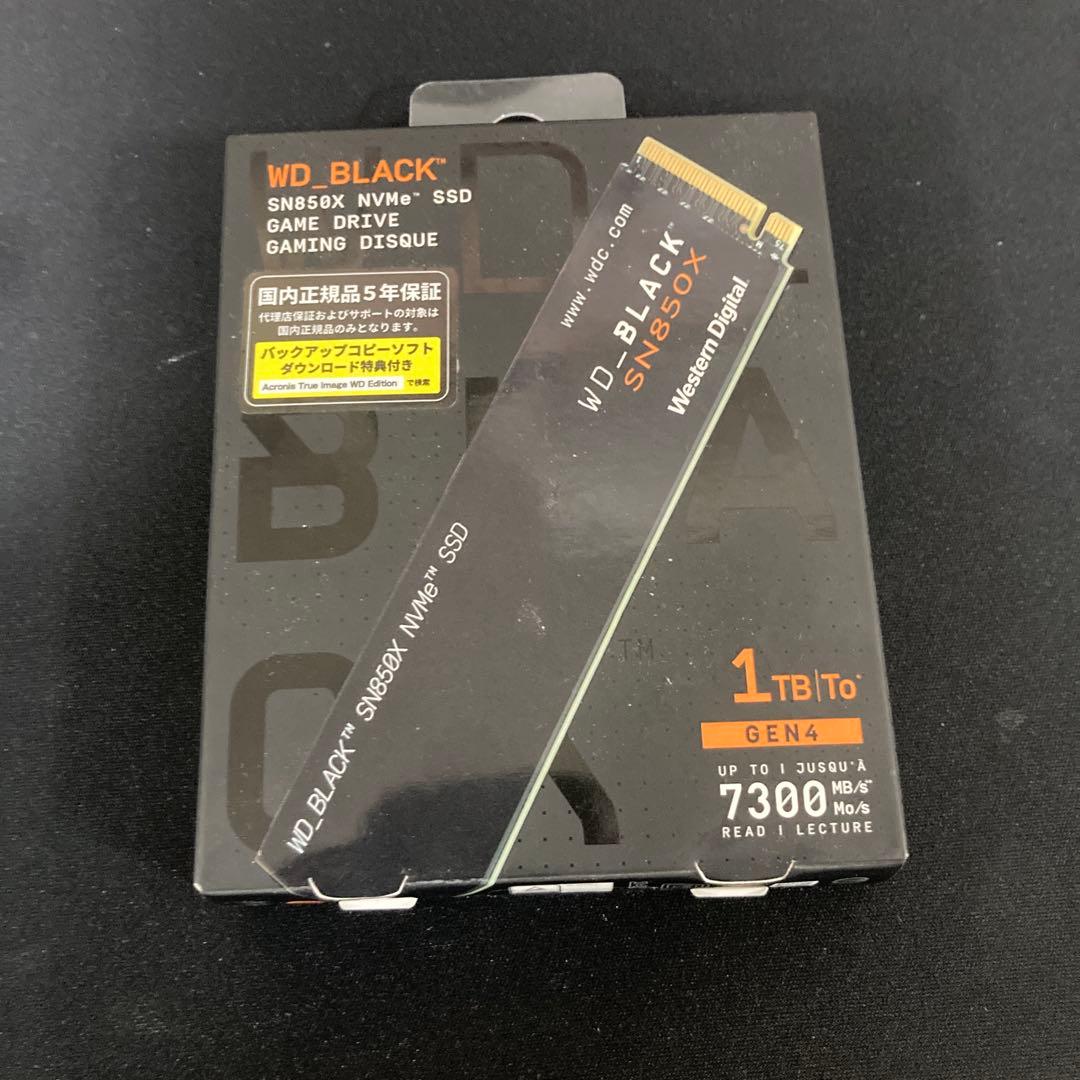 WD_BLACK™
SN850X NVMe™ SSD
GAME DRIVE
GAMING DISQUE
国内正規品5年保証
代理店保証およびサポートの対象は
国内正規品のみとなります。
バックアップコピーソフト
ダウンロード特典付き
Acronis True Image WD Edition で検索
www.wdc.com
WD_BLACK™
SN850X
Western Digital.
WD_BLACK™ SN850X NVMe™ SSD
1TB|To*
GEN4
UP TO | JUSQU'À
7300 MB/s**
Mo/s
READ | LECTURE